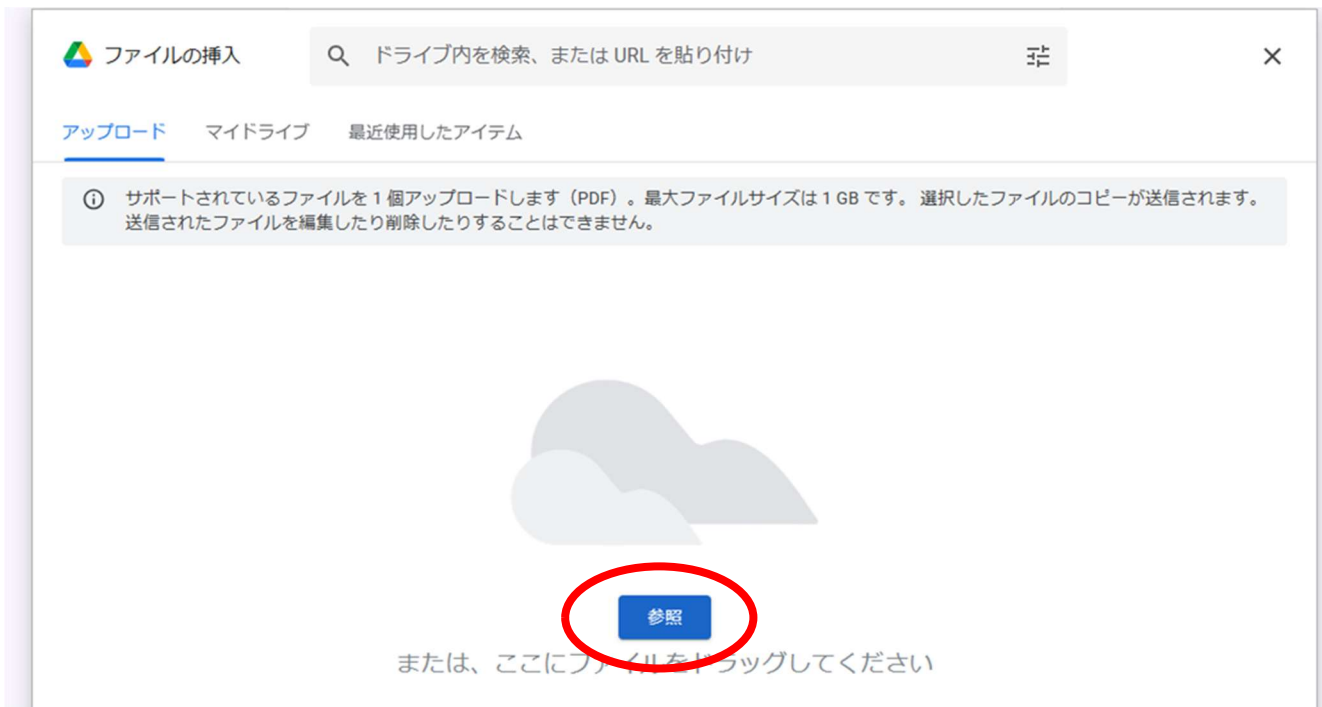 ファイルの挿入
ドライブ内を検索、または URL を貼り付け
アップロード マイドライブ 最近使用したアイテム
サポートされているファイルを 1 個アップロードします（PDF）。最大ファイルサイズは 1 GB です。 選択したファイルのコピーが送信されます。
送信されたファイルを編集したり削除したりすることはできません。
参照
または、ここにファイルをドラッグしてください